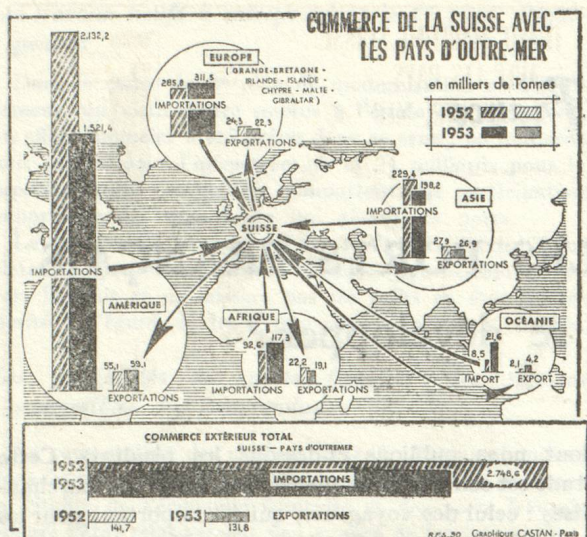 COMMERCE DE LA SUISSE AVEC
LES PAYS D'OUTRE-MER
en milliers de Tonnes
1952
1953
2.132,2
1.521,4
IMPORTATIONS
AMÉRIQUE
55,1 59,1
EXPORTATIONS
EUROPE
(GRANDE-BRETAGNE-
IRLANDE - ISLANDE -
CHYPRE - MALTE -
GIBRALTAR)
285,8 311,5
IMPORTATIONS
24,3 22,3
EXPORTATIONS
SUISSE
ASIE
229,4
198,2
IMPORTATIONS
27,9 26,9
EXPORTATIONS
AFRIQUE
92,6 117,3
IMPORTATIONS
22,2 19,1
EXPORTATIONS
OCÉANIE
8,5 21,6
IMPORT
2,1 4,2
EXPORT
COMMERCE EXTÉRIEUR TOTAL
SUISSE — PAYS D'OUTREMER
1952
1953
IMPORTATIONS
2.748,6
1952
141,7
1953
131,8
EXPORTATIONS
GRAPHIQUE CASTAN - PARIS